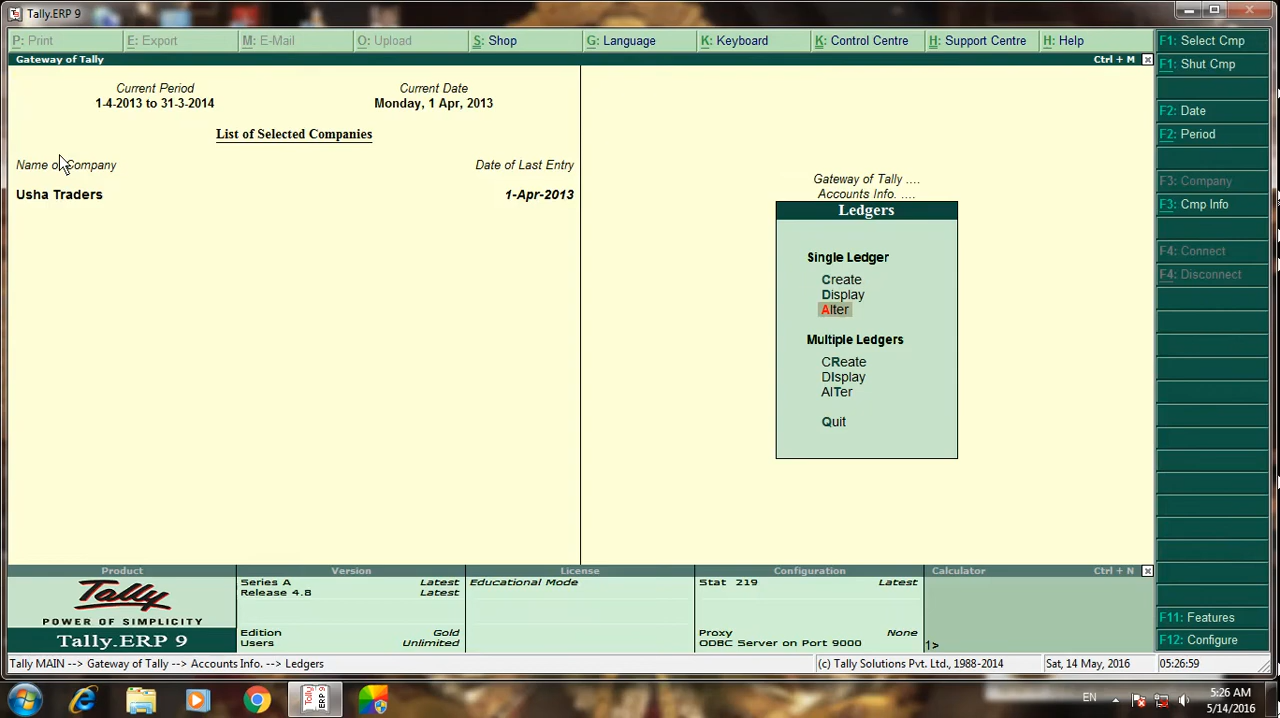 Tally.ERP 9
P: Print
E: Export
M: E-Mail
O: Upload
S: Shop
G: Language
K: Keyboard
K: Control Centre
H: Support Centre
H: Help
F1: Select Cmp
F1: Shut Cmp
F2: Date
F2: Period
F3: Company
F3: Cmp Info
F4: Connect
F4: Disconnect
F11: Features
F12: Configure
Gateway of Tally
Ctrl + M
Current Period
1-4-2013 to 31-3-2014
Current Date
Monday, 1 Apr, 2013
List of Selected Companies
Name of Company
Date of Last Entry
Usha Traders
1-Apr-2013
Gateway of Tally ....
Accounts Info. ....
Ledgers
Single Ledger
Create
Display
Alter
Multiple Ledgers
CReate
DIsplay
AlTer
Quit
Product
Tally
POWER OF SIMPLICITY
Tally.ERP 9
Version
Series A Latest
Release 4.8 Latest
Edition Gold
Users Unlimited
License
Educational Mode
Configuration
Stat 219 Latest
Proxy None
ODBC Server on Port 9000
Calculator
Ctrl + N
1>
Tally MAIN --> Gateway of Tally --> Accounts Info. --> Ledgers
(c) Tally Solutions Pvt. Ltd., 1988-2014
Sat, 14 May, 2016
05:26:59
TALLY ERP 9
EN
5:26 AM
5/14/2016